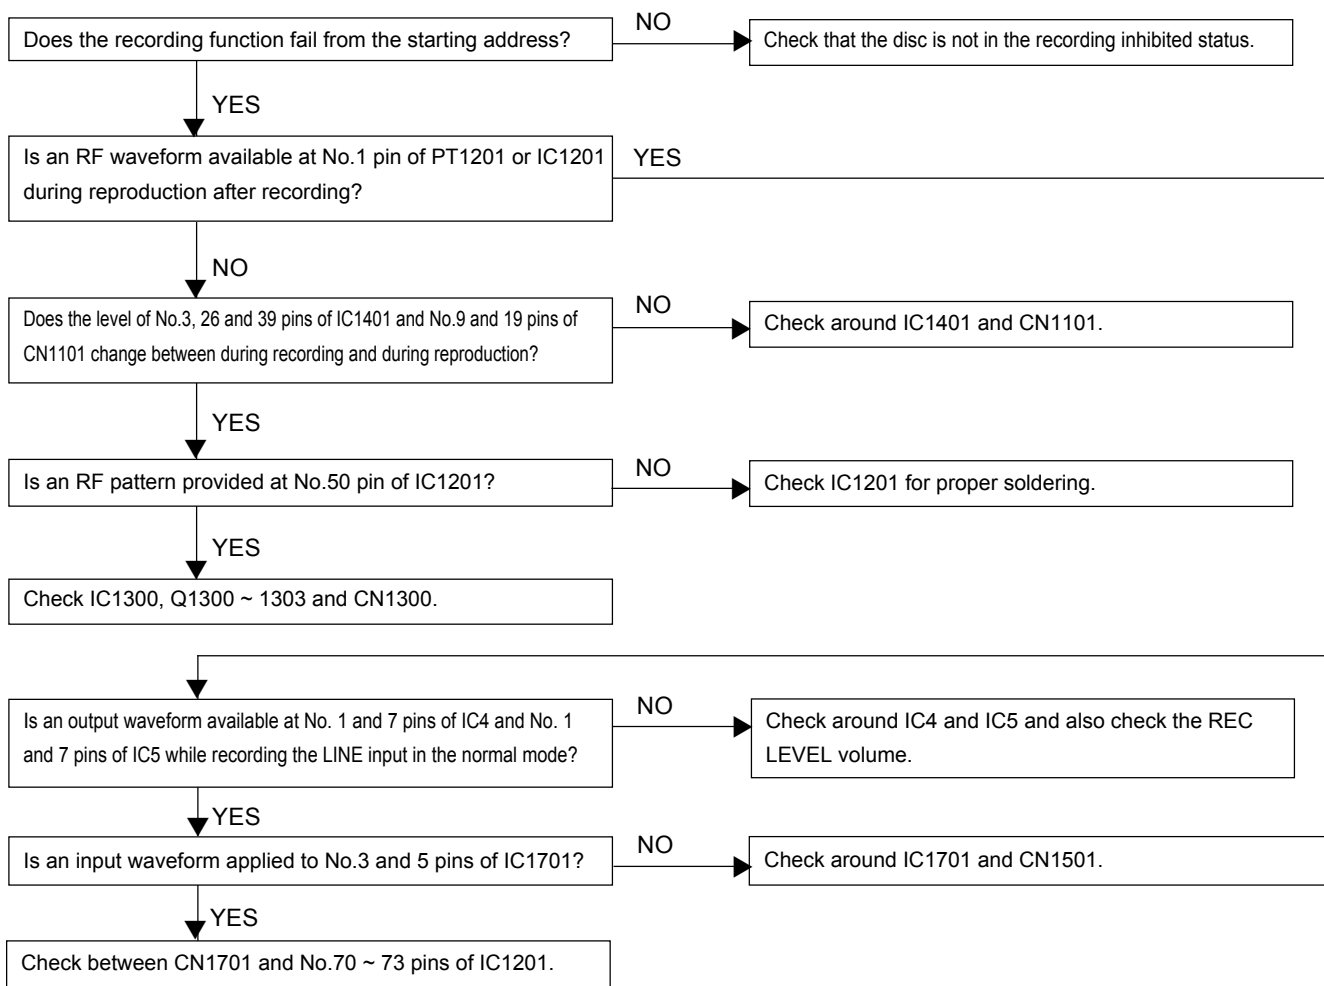 Does the recording function fail from the starting address?
NO
Check that the disc is not in the recording inhibited status.
YES
Is an RF waveform available at No.1 pin of PT1201 or IC1201
during reproduction after recording?
YES
NO
Does the level of No.3, 26 and 39 pins of IC1401 and No.9 and 19 pins of
CN1101 change between during recording and during reproduction?
NO
Check around IC1401 and CN1101.
YES
Is an RF pattern provided at No.50 pin of IC1201?
NO
Check IC1201 for proper soldering.
YES
Check IC1300, Q1300 ~ 1303 and CN1300.
Is an output waveform available at No. 1 and 7 pins of IC4 and No. 1
and 7 pins of IC5 while recording the LINE input in the normal mode?
NO
Check around IC4 and IC5 and also check the REC
LEVEL volume.
YES
Is an input waveform applied to No.3 and 5 pins of IC1701?
NO
Check around IC1701 and CN1501.
YES
Check between CN1701 and No.70 ~ 73 pins of IC1201.